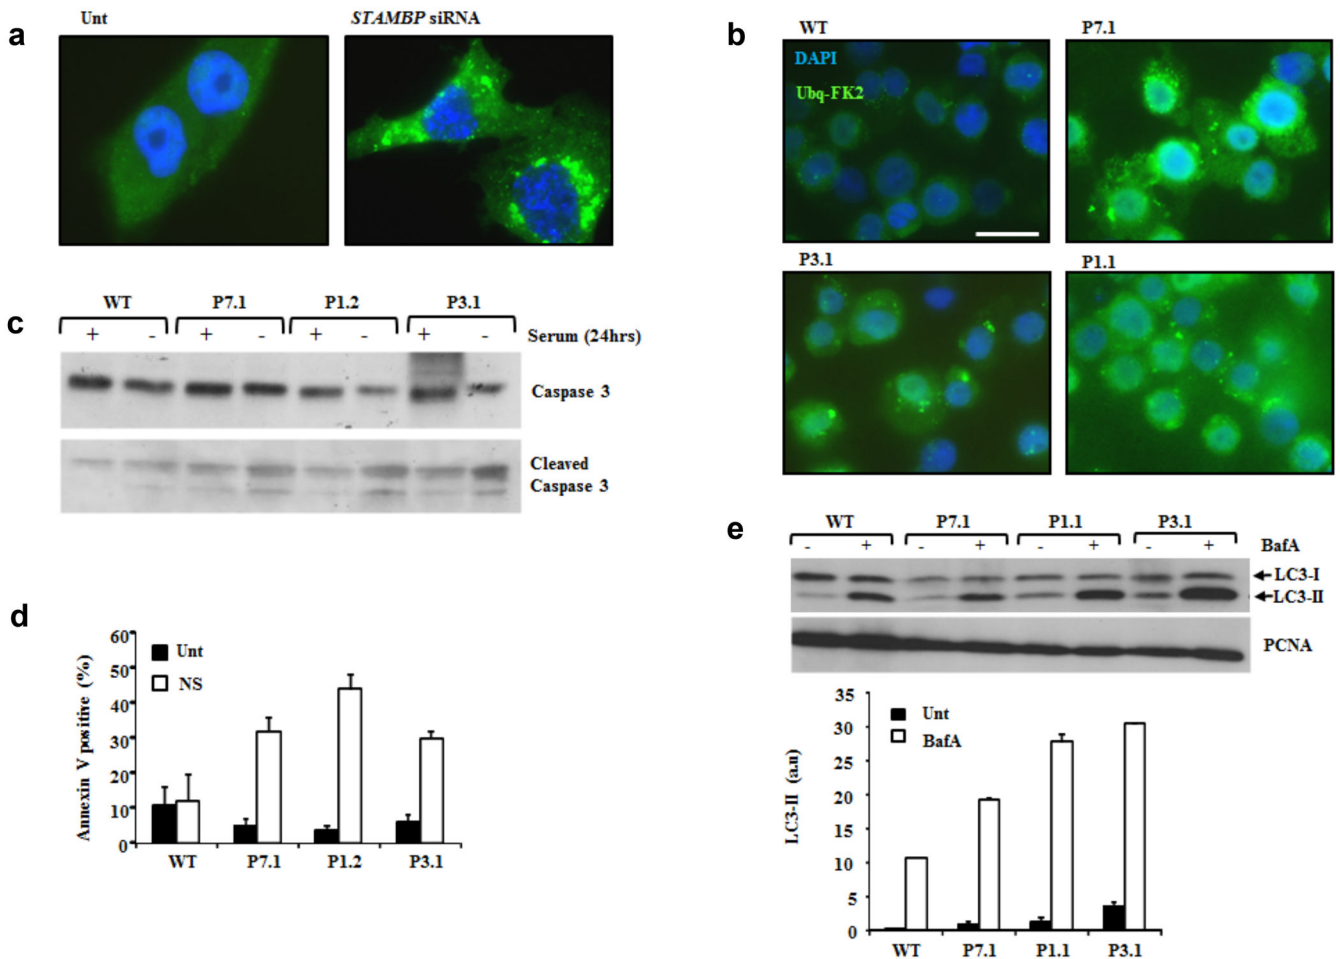 a
Unt
STAMBP siRNA
b
WT
DAPI
Ubq-FK2
P7.1
P3.1
P1.1
c
WT P7.1 P1.2 P3.1
+ - + - + - + - Serum (24hrs)
Caspase 3
Cleaved
Caspase 3
d
60
50
40
30
20
10
0
Annexin V positive (%)
Unt
NS
WT P7.1 P1.2 P3.1
e
WT P7.1 P1.1 P3.1
- + - + - + - + BafA
LC3-I
LC3-II
PCNA
35
30
25
20
15
10
5
0
LC3-II (a.u)
Unt
BafA
WT P7.1 P1.1 P3.1